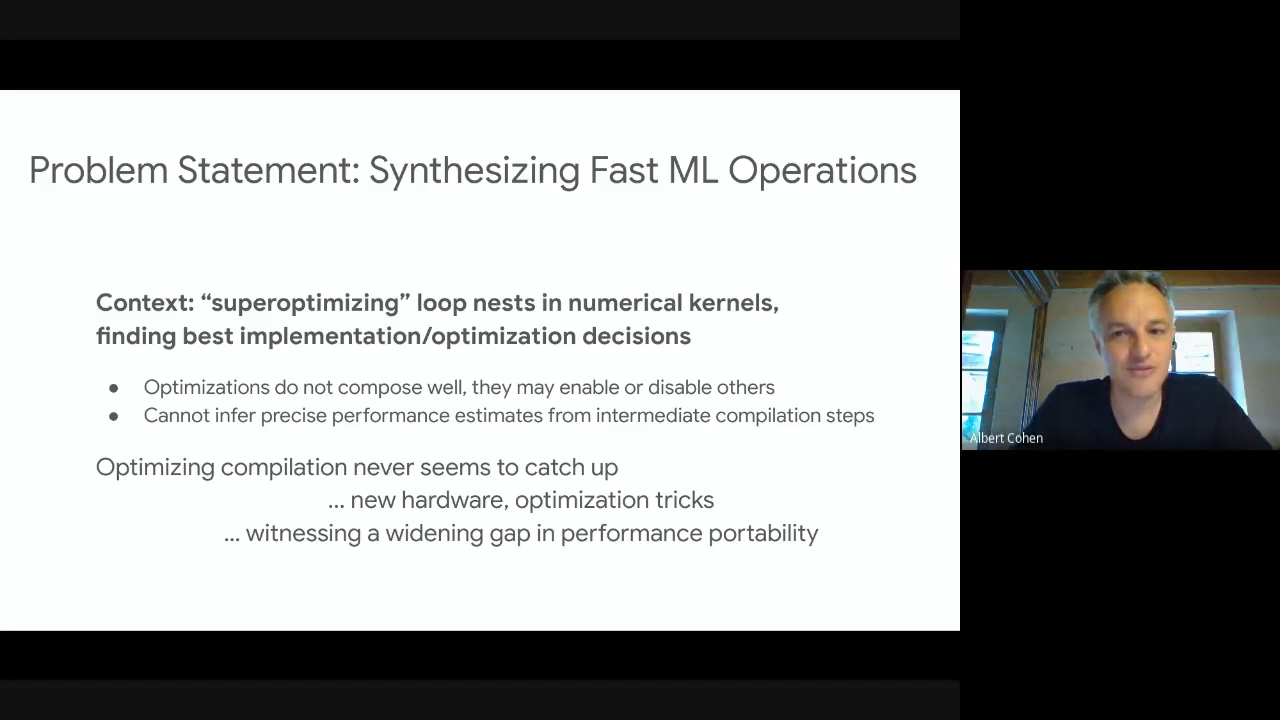 Problem Statement: Synthesizing Fast ML Operations
Context: “superoptimizing” loop nests in numerical kernels,
finding best implementation/optimization decisions
● Optimizations do not compose well, they may enable or disable others
● Cannot infer precise performance estimates from intermediate compilation steps
Optimizing compilation never seems to catch up
... new hardware, optimization tricks
... witnessing a widening gap in performance portability
Albert Cohen